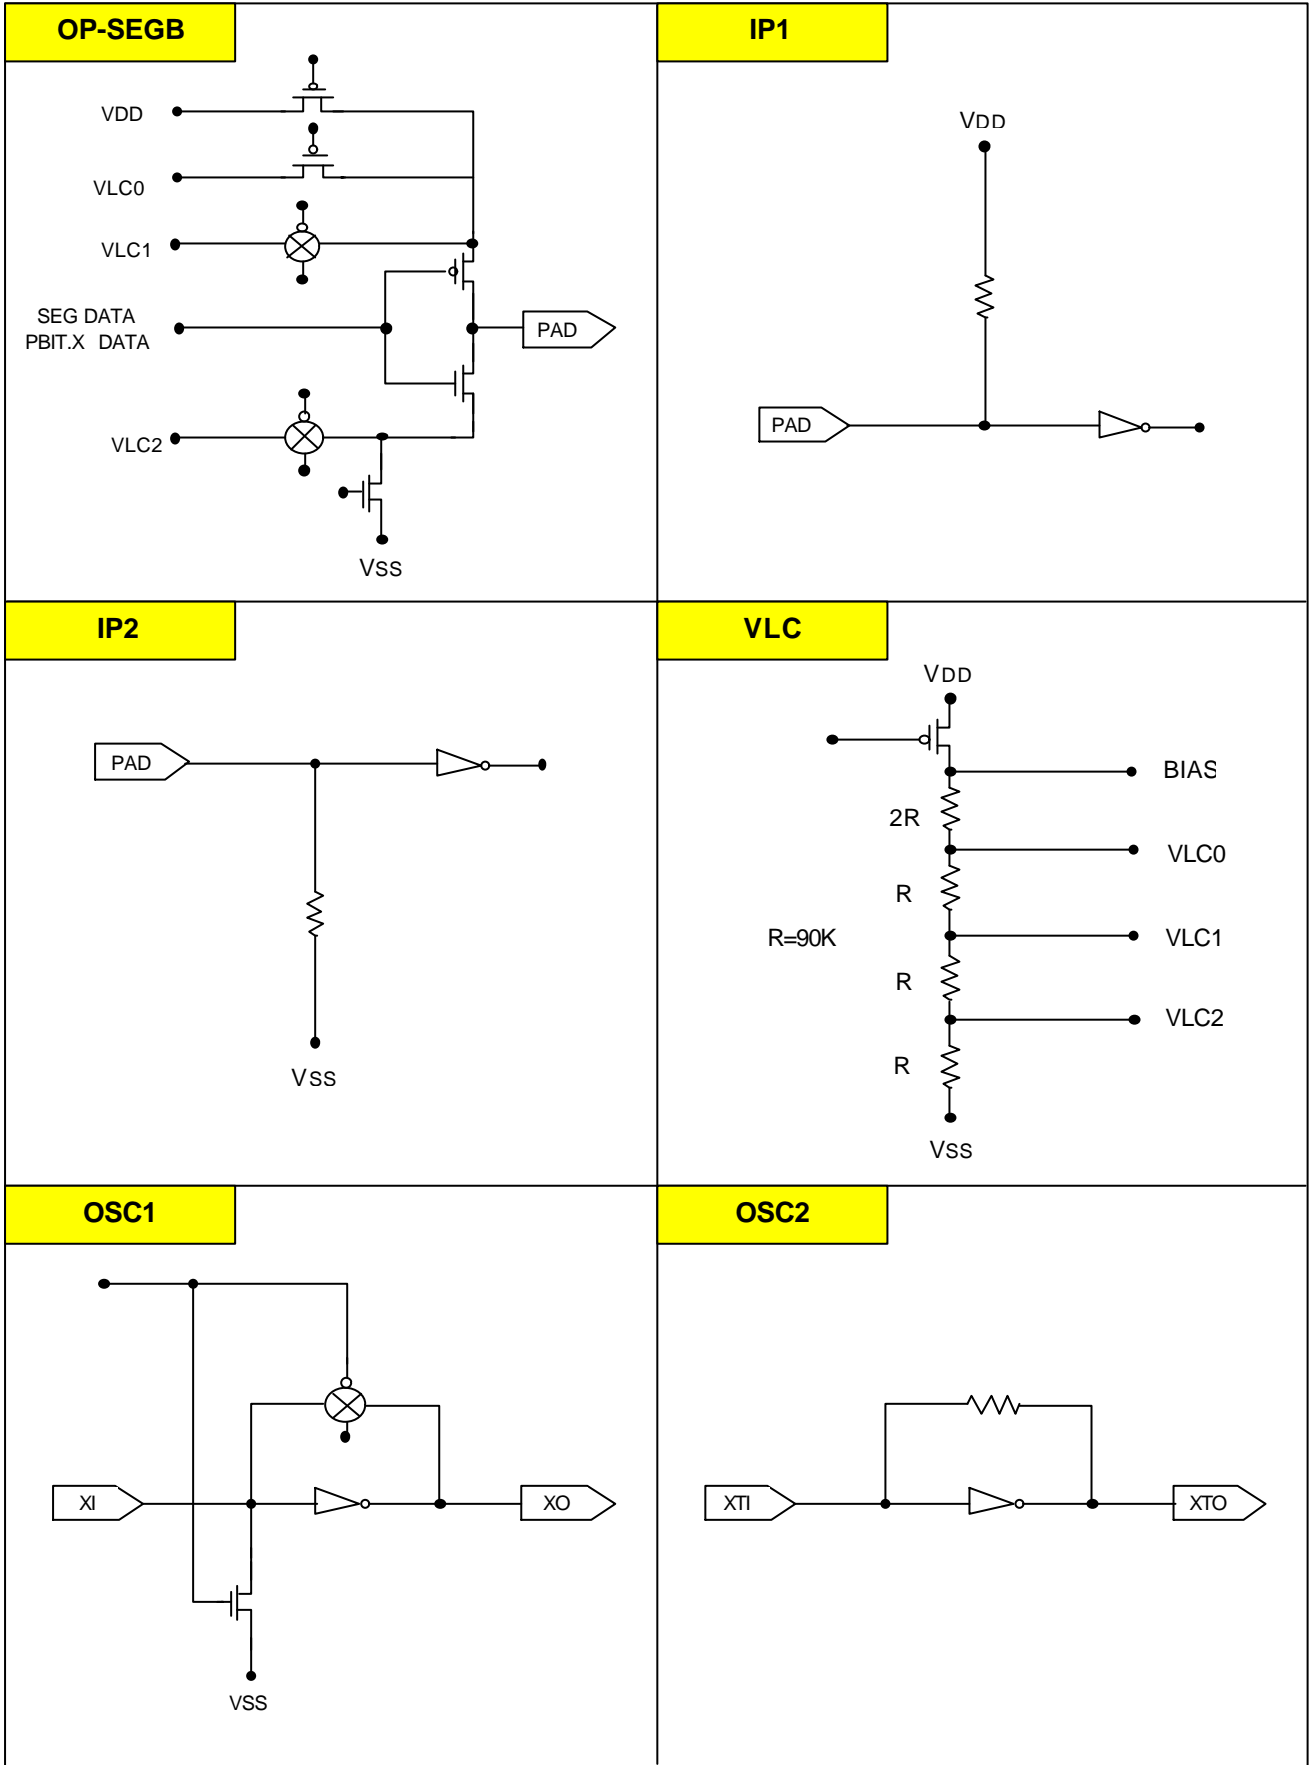 OP-SEGB
VDD
VLC0
VLC1
SEG DATA
PBIT.X DATA
PAD
VLC2
VSS
IP1
VDD
PAD
IP2
PAD
VSS
VLC
VDD
BIAS
2R
VLC0
R
R=90K
VLC1
R
VLC2
R
VSS
OSC1
XI
XO
VSS
OSC2
XTI
XTO